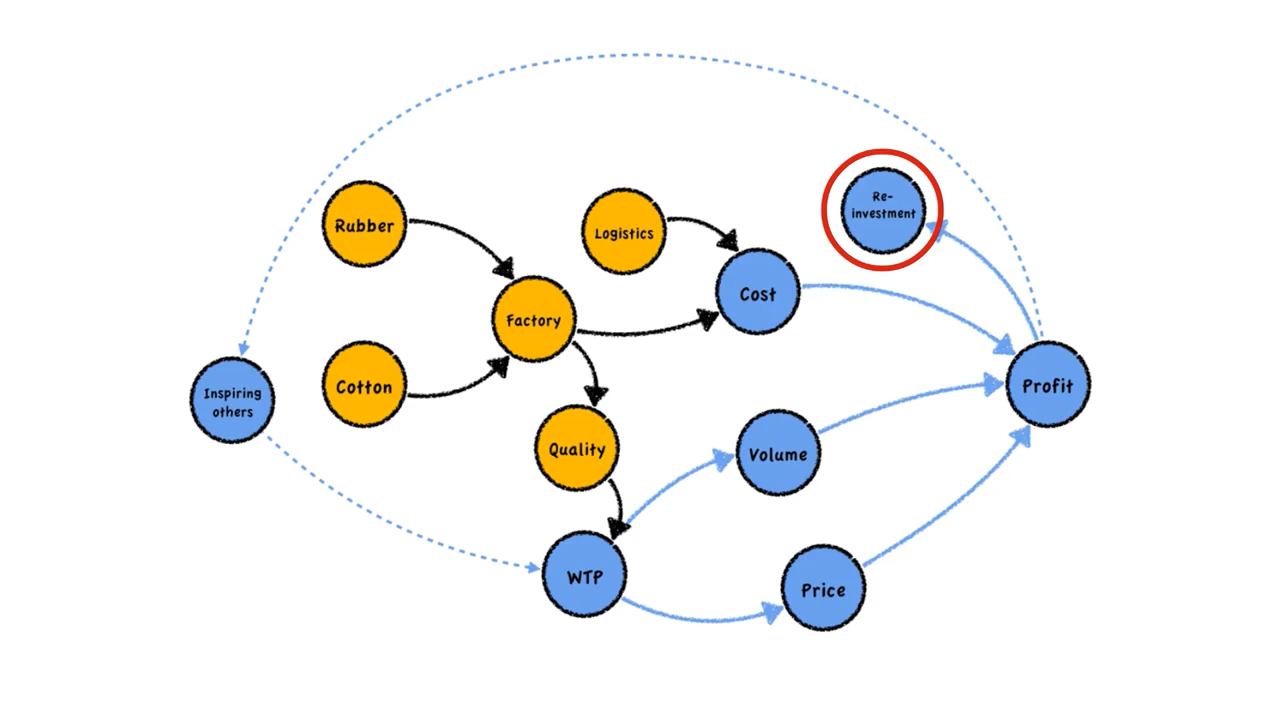 Re-
investment
Rubber
Logistics
Cost
Factory
Cotton
Profit
Inspiring
others
Quality
Volume
WTP
Price